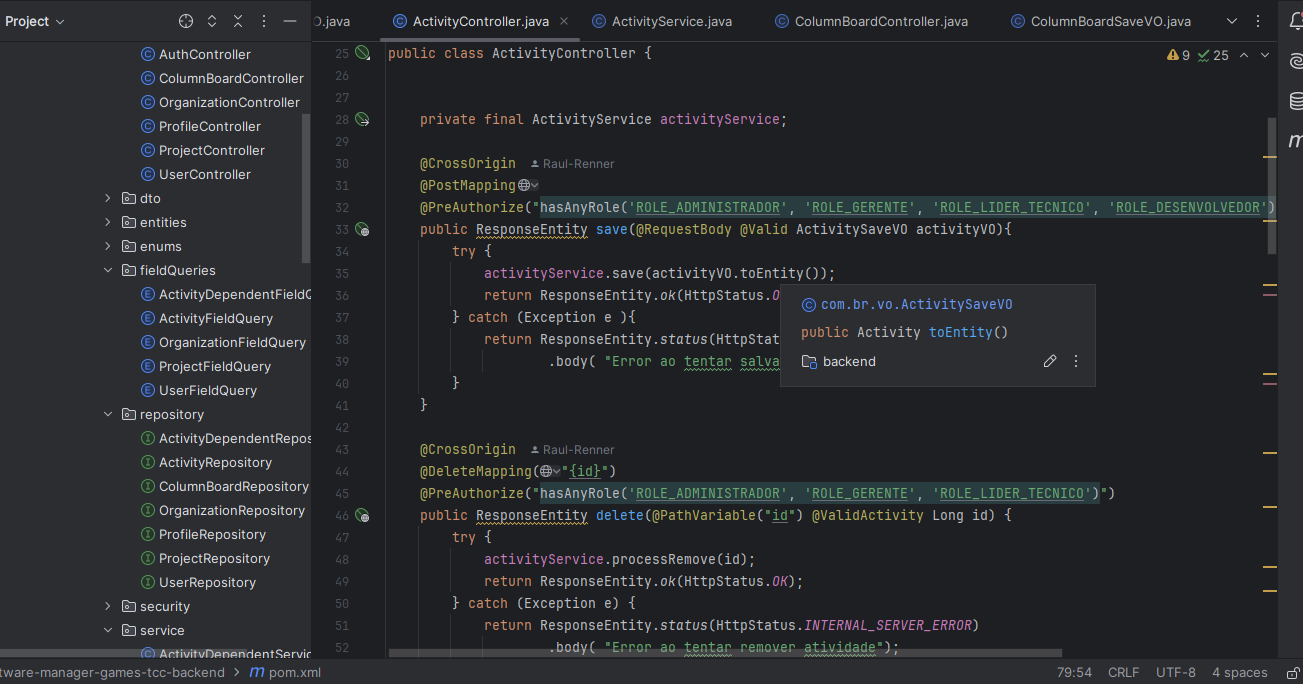 Project
O.java
ActivityController.java
ActivityService.java
ColumnBoardController.java
ColumnBoardSaveVO.java
AuthController
ColumnBoardController
OrganizationController
ProfileController
ProjectController
UserController
dto
entities
enums
fieldQueries
ActivityDependentFieldQ
ActivityFieldQuery
OrganizationFieldQuery
ProjectFieldQuery
UserFieldQuery
repository
ActivityDependentRepos
ActivityRepository
ColumnBoardRepository
OrganizationRepository
ProfileRepository
ProjectRepository
UserRepository
security
service
ActivityDependentServic
9 25
25 public class ActivityController {
26
27
28 private final ActivityService activityService;
29
30 @CrossOrigin Raul-Renner
31 @PostMapping
32 @PreAuthorize("hasAnyRole('ROLE_ADMINISTRADOR', 'ROLE_GERENTE', 'ROLE_LIDER_TECNICO', 'ROLE_DESENVOLVEDOR')
33 public ResponseEntity save(@RequestBody @Valid ActivitySaveVO activityVO){
34 try {
35 activityService.save(activityVO.toEntity());
36 return ResponseEntity.ok(HttpStatus.O
37 } catch (Exception e ){
38 return ResponseEntity.status(HttpStat
39 .body( "Error ao tentar salva
40 }
41 }
42
43 @CrossOrigin Raul-Renner
44 @DeleteMapping("{id}")
45 @PreAuthorize("hasAnyRole('ROLE_ADMINISTRADOR', 'ROLE_GERENTE', 'ROLE_LIDER_TECNICO')")
46 public ResponseEntity delete(@PathVariable("id") @ValidActivity Long id) {
47 try {
48 activityService.processRemove(id);
49 return ResponseEntity.ok(HttpStatus.OK);
50 } catch (Exception e) {
51 return ResponseEntity.status(HttpStatus.INTERNAL_SERVER_ERROR)
52 .body( "Error ao tentar remover atividade");
com.br.vo.ActivitySaveVO
public Activity toEntity()
backend
tware-manager-games-tcc-backend > m pom.xml
79:54 CRLF UTF-8 4 spaces